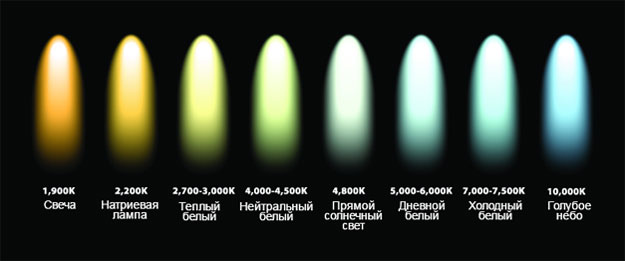 1,900K
Свеча
2,200K
Натриевая
лампа
2,700-3,000K
Теплый
белый
4,000-4,500K
Нейтральный
белый
4,800K
Прямой
солнечный
свет
5,000-6,000K
Дневной
белый
7,000-7,500K
Холодный
белый
10,000K
Голубое
небо